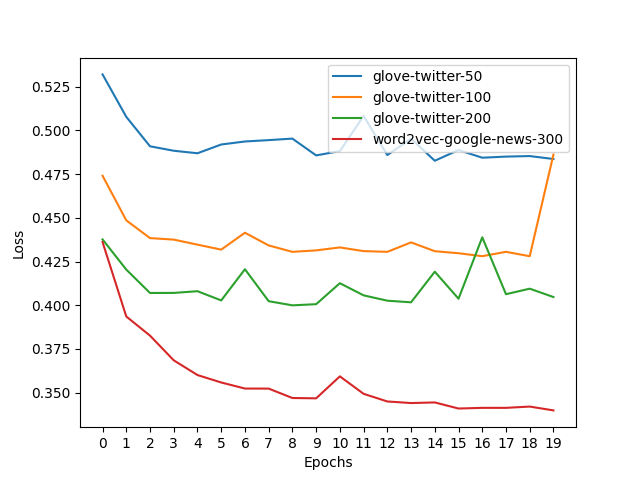 glove-twitter-50
glove-twitter-100
glove-twitter-200
word2vec-google-news-300
0.525
0.500
0.475
0.450
0.425
0.400
0.375
0.350
Loss
0 1 2 3 4 5 6 7 8 9 10 11 12 13 14 15 16 17 18 19
Epochs